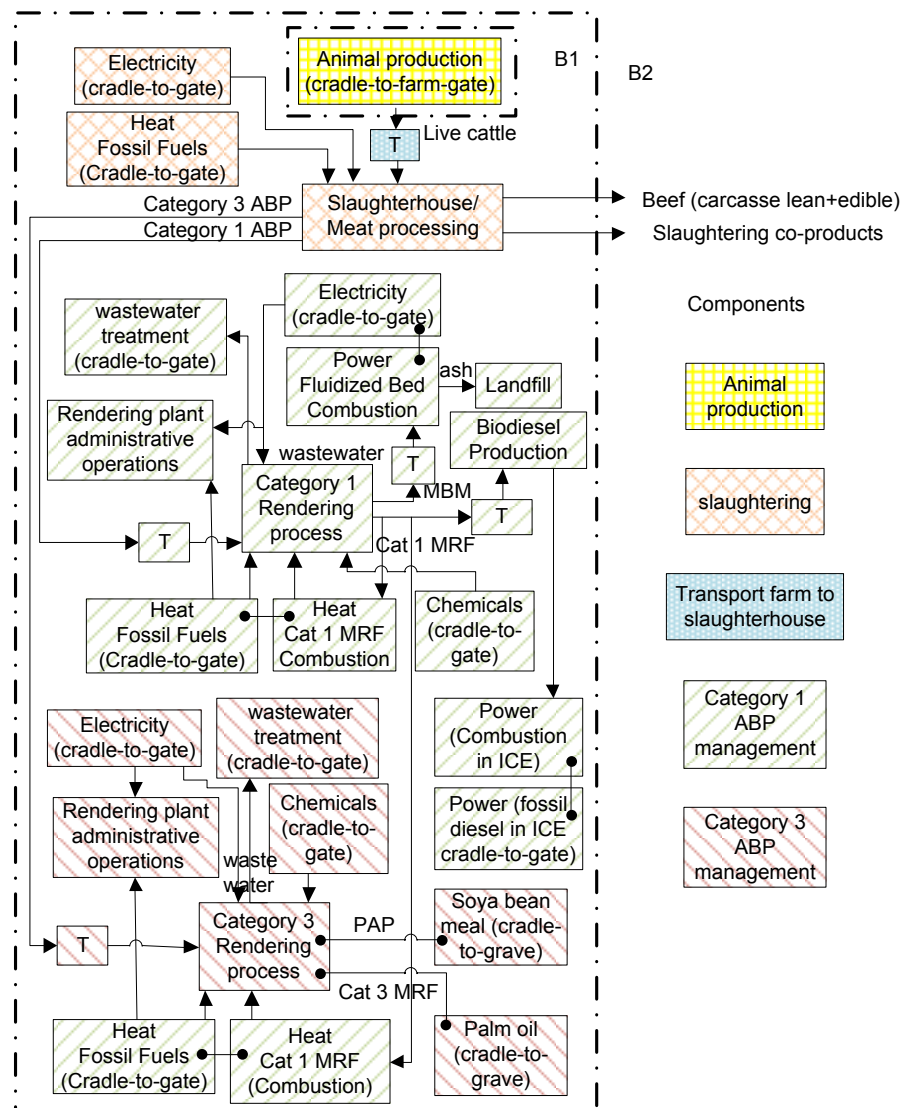 B1
B2
Electricity
(cradle-to-gate)
Animal production
(cradle-to-farm-gate)
Heat
Fossil Fuels
(Cradle-to-gate)
T
Live cattle
Category 3 ABP
Category 1 ABP
Slaughterhouse/
Meat processing
Beef (carcasse lean+edible)
Slaughtering co-products
Electricity
(cradle-to-gate)
wastewater
treatment
(cradle-to-gate)
Power
Fluidized Bed
Combustion
ash
Landfill
Rendering plant
administrative
operations
Biodiesel
Production
wastewater
T
Category 1
Rendering
process
MBM
T
T
Cat 1 MRF
Heat
Fossil Fuels
(Cradle-to-gate)
Heat
Cat 1 MRF
Combustion
Chemicals
(cradle-to-
gate)
Electricity
(cradle-to-gate)
wastewater
treatment
(cradle-to-gate)
Power
(Combustion
in ICE)
Rendering plant
administrative
operations
Chemicals
(cradle-to-
gate)
Power (fossil
diesel in ICE
cradle-to-gate)
waste
water
Category 3
Rendering
process
PAP
Soya bean
meal (cradle-
to-grave)
T
Cat 3 MRF
Heat
Fossil Fuels
(Cradle-to-gate)
Heat
Cat 1 MRF
(Combustion)
Palm oil
(cradle-to-
grave)
Components
Animal
production
slaughtering
Transport farm to
slaughterhouse
Category 1
ABP
management
Category 3
ABP
management